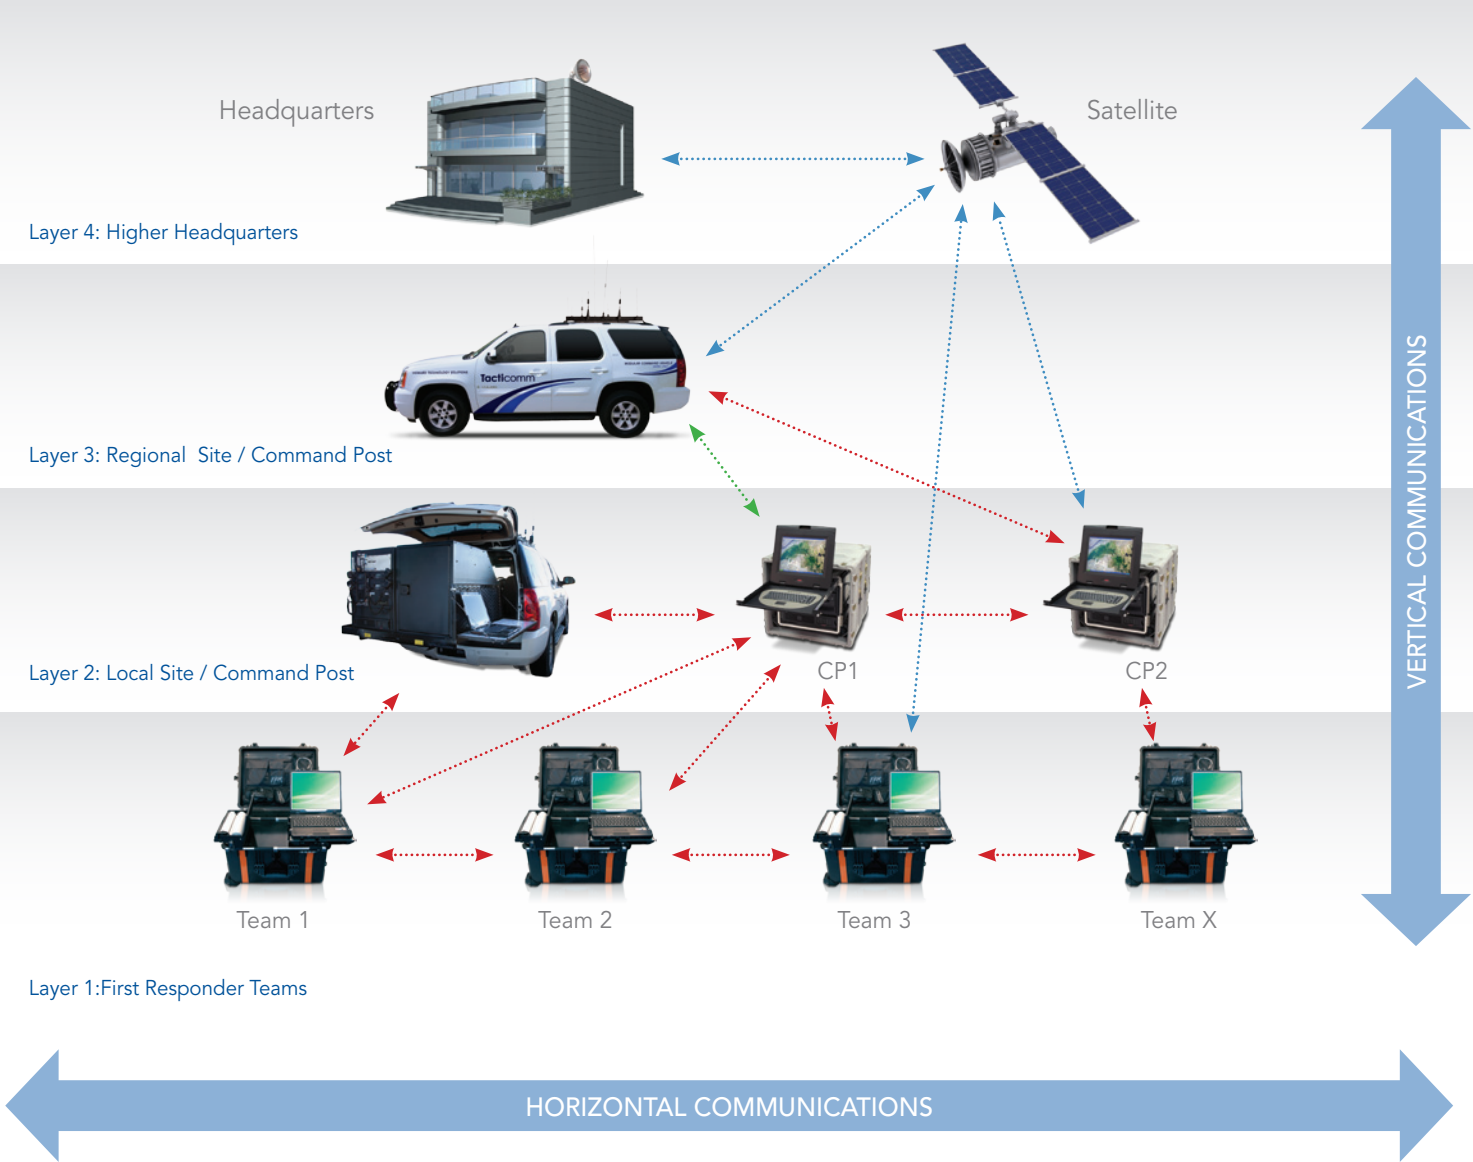 Headquarters
Satellite
Layer 4: Higher Headquarters
Tacticomm
Layer 3: Regional Site / Command Post
Layer 2: Local Site / Command Post
CP1
CP2
Team 1
Team 2
Team 3
Team X
Layer 1:First Responder Teams
VERTICAL COMMUNICATIONS
HORIZONTAL COMMUNICATIONS